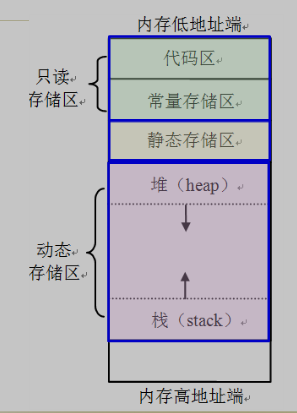 内存低地址端
代码区
只读
存储区
常量存储区
静态存储区
堆（heap）
动态
存储区
栈（stack）
内存高地址端